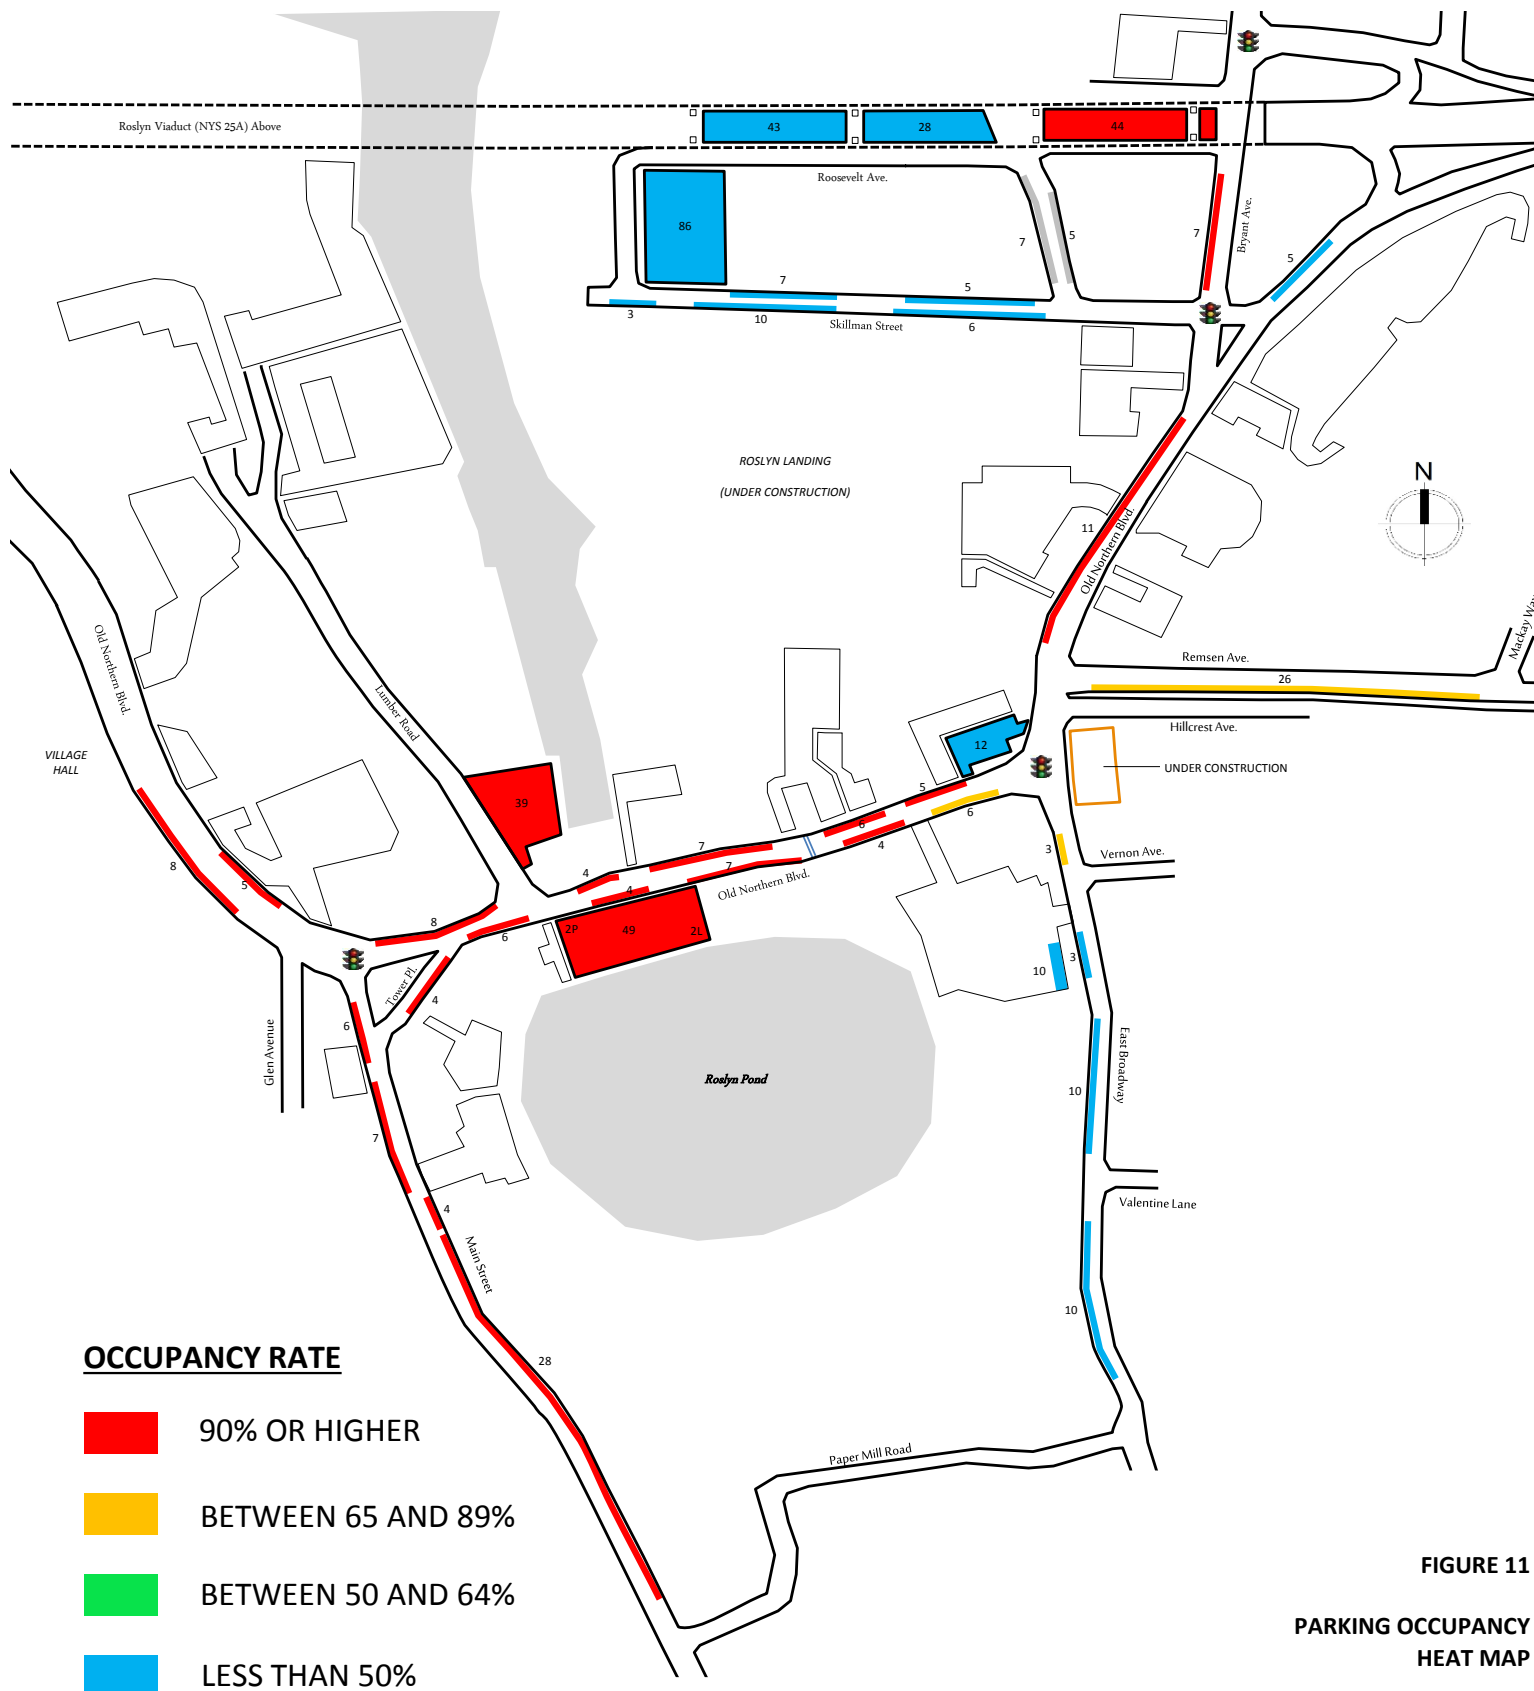 Roslyn Viaduct (NYS 25A) Above
43
28
44
Roosevelt Ave.
86
7
5
7
Bryant Ave.
5
7
5
3
10
Skillman Street
6
ROSLYN LANDING
(UNDER CONSTRUCTION)
N
11
Old Northern Blvd.
Mackay Way
Remsen Ave.
26
Old Northern Blvd.
Lumber Road
Hillcrest Ave.
VILLAGE
HALL
12
UNDER CONSTRUCTION
39
5
6
6
4
7
7
3
Vernon Ave.
8
5
4
4
Old Northern Blvd.
8
6
2P
49
2L
10
3
Tower Pl.
4
6
Glen Avenue
East Broadway
Roslyn Pond
10
7
4
Valentine Lane
Main Street
10
28
OCCUPANCY RATE
90% OR HIGHER
BETWEEN 65 AND 89%
BETWEEN 50 AND 64%
LESS THAN 50%
Paper Mill Road
FIGURE 11
PARKING OCCUPANCY
HEAT MAP